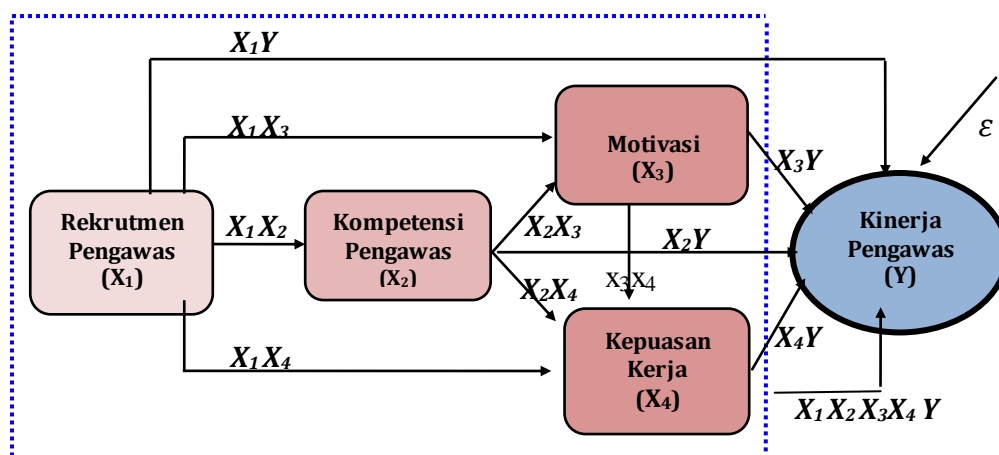 X₁Y
ε
X₁X₃
Motivasi
(X₃)
X₃Y
Rekrutmen
Pengawas
(X₁)
X₁X₂
Kompetensi
Pengawas
(X₂)
X₂X₃
X₂Y
Kinerja
Pengawas
(Y)
X₃X₄
X₂X₄
X₁X₄
Kepuasan
Kerja
(X₄)
X₄Y
X₁X₂X₃X₄Y